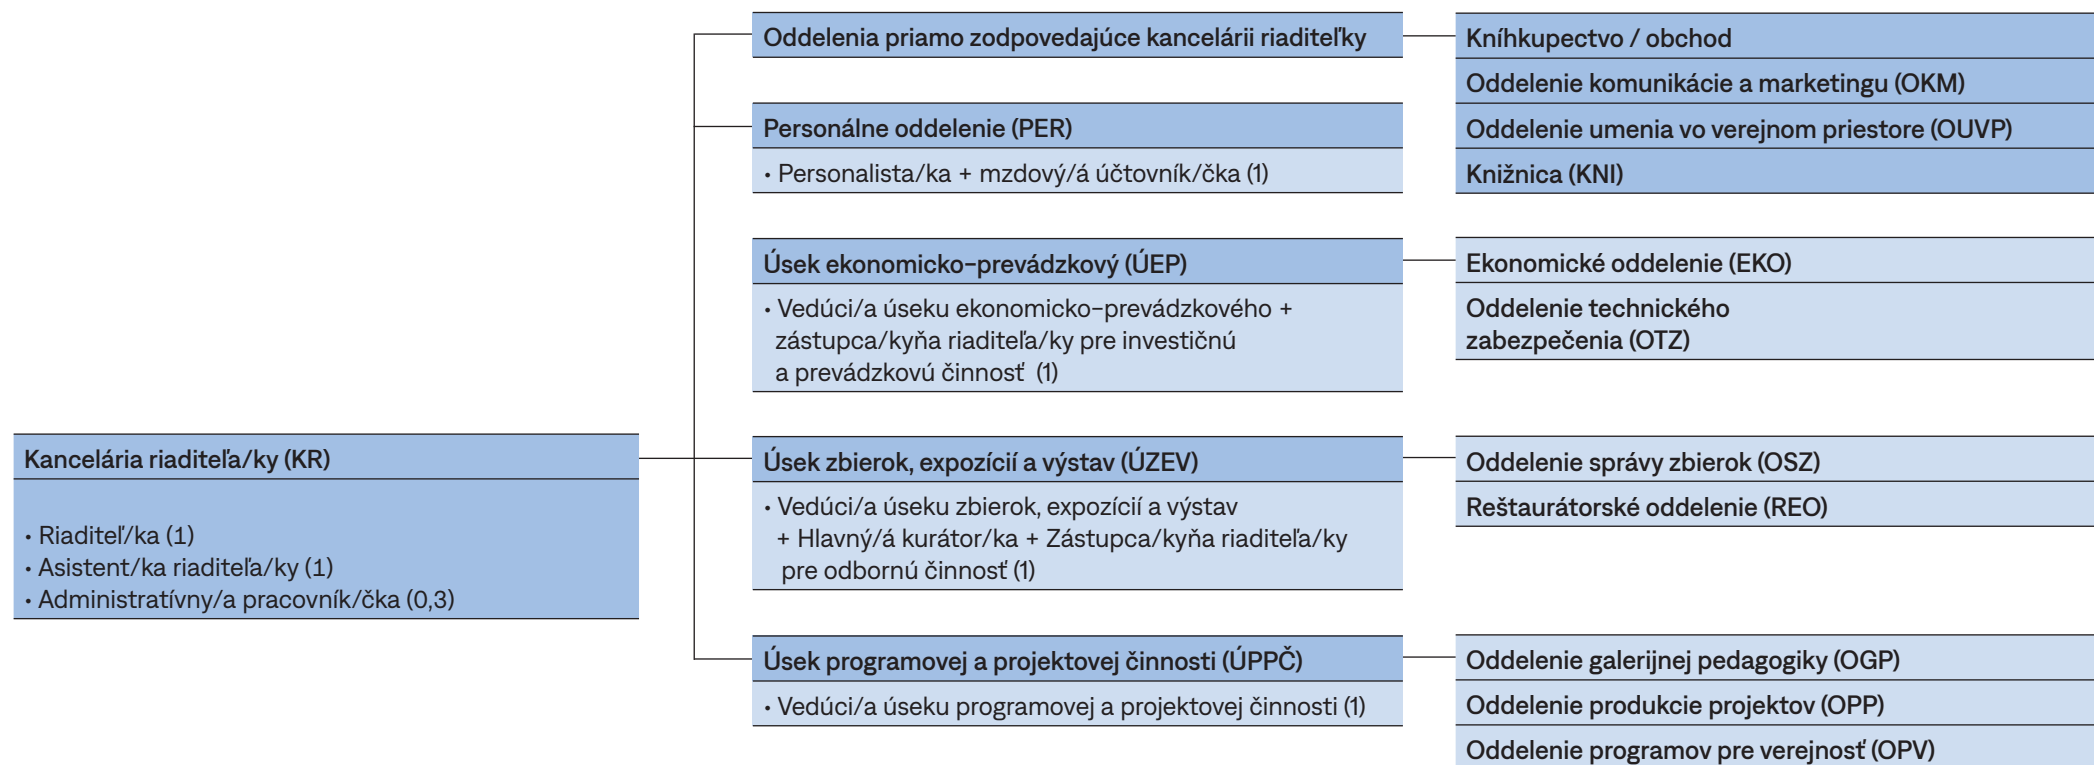 Kancelária riaditeľa/ky (KR)
• Riaditeľ/ka (1)
• Asistent/ka riaditeľa/ky (1)
• Administratívny/a pracovník/čka (0,3)
Oddelenia priamo zodpovedajúce kancelárii riaditeľky
Kníhkupectvo / obchod
Oddelenie komunikácie a marketingu (OKM)
Oddelenie umenia vo verejnom priestore (OUVP)
Knižnica (KNI)
Personálne oddelenie (PER)
• Personalista/ka + mzdový/á účtovník/čka (1)
Úsek ekonomicko-prevádzkový (ÚEP)
• Vedúci/a úseku ekonomicko-prevádzkového +
zástupca/kyňa riaditeľa/ky pre investičnú
a prevádzkovú činnosť (1)
Ekonomické oddelenie (EKO)
Oddelenie technického
zabezpečenia (OTZ)
Úsek zbierok, expozícií a výstav (ÚZEV)
• Vedúci/a úseku zbierok, expozícií a výstav
+ Hlavný/á kurátor/ka + Zástupca/kyňa riaditeľa/ky
pre odbornú činnosť (1)
Oddelenie správy zbierok (OSZ)
Reštaurátorské oddelenie (REO)
Úsek programovej a projektovej činnosti (ÚPPČ)
• Vedúci/a úseku programovej a projektovej činnosti (1)
Oddelenie galerijnej pedagogiky (OGP)
Oddelenie produkcie projektov (OPP)
Oddelenie programov pre verejnosť (OPV)